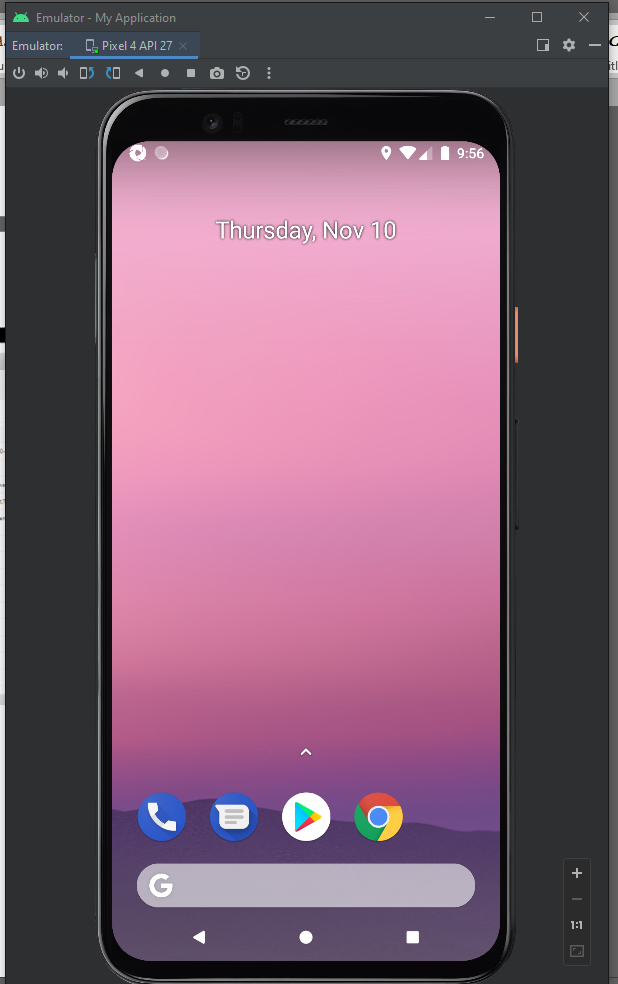 Emulator - My Application
Emulator: Pixel 4 API 27
9:56
Thursday, Nov 10
G
1:1